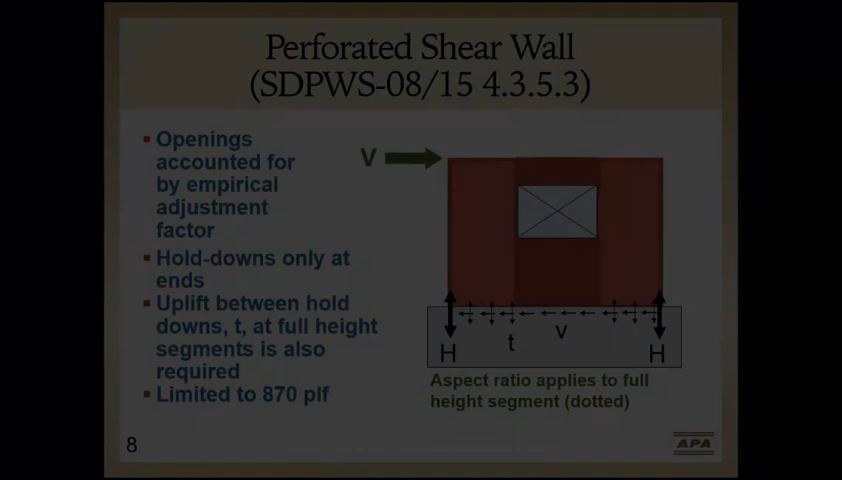 Perforated Shear Wall
(SDPWS-08/15 4.3.5.3)
Openings
accounted for
by empirical
adjustment
factor
Hold-downs only at
ends
Uplift between hold
downs, t, at full height
segments is also
required
Limited to 870 plf
V
t
v
H
H
Aspect ratio applies to full
height segment (dotted)
8
APA